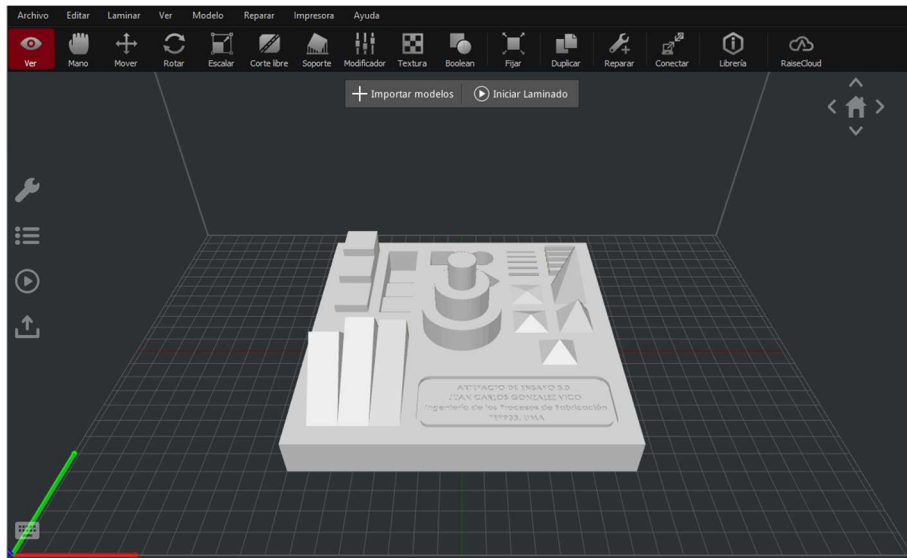 Archivo Editar Laminar Ver Modelo Reparar Impresora Ayuda
Ver Mano Mover Rotar Escalar Corte libre Soporte Modificador Textura Boolean Fijar Duplicar Reparar Conectar Librería RaiseCloud
Importar modelos Iniciar Laminado
ARTEFACTO DE ENSAYO 2.0
JUAN CARLOS GONZALEZ VICO
Ingeniería de los Procesos de Fabricación